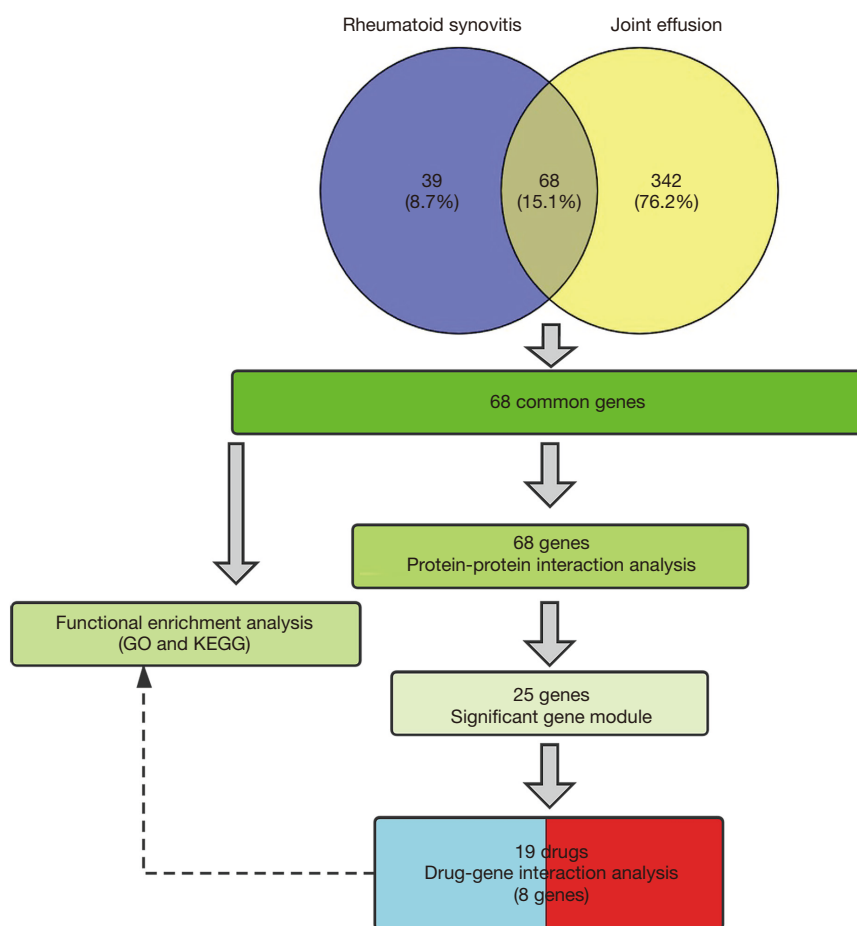 Rheumatoid synovitis
Joint effusion
39
(8.7%)
68
(15.1%)
342
(76.2%)
68 common genes
68 genes
Protein-protein interaction analysis
Functional enrichment analysis
(GO and KEGG)
25 genes
Significant gene module
19 drugs
Drug-gene interaction analysis
(8 genes)